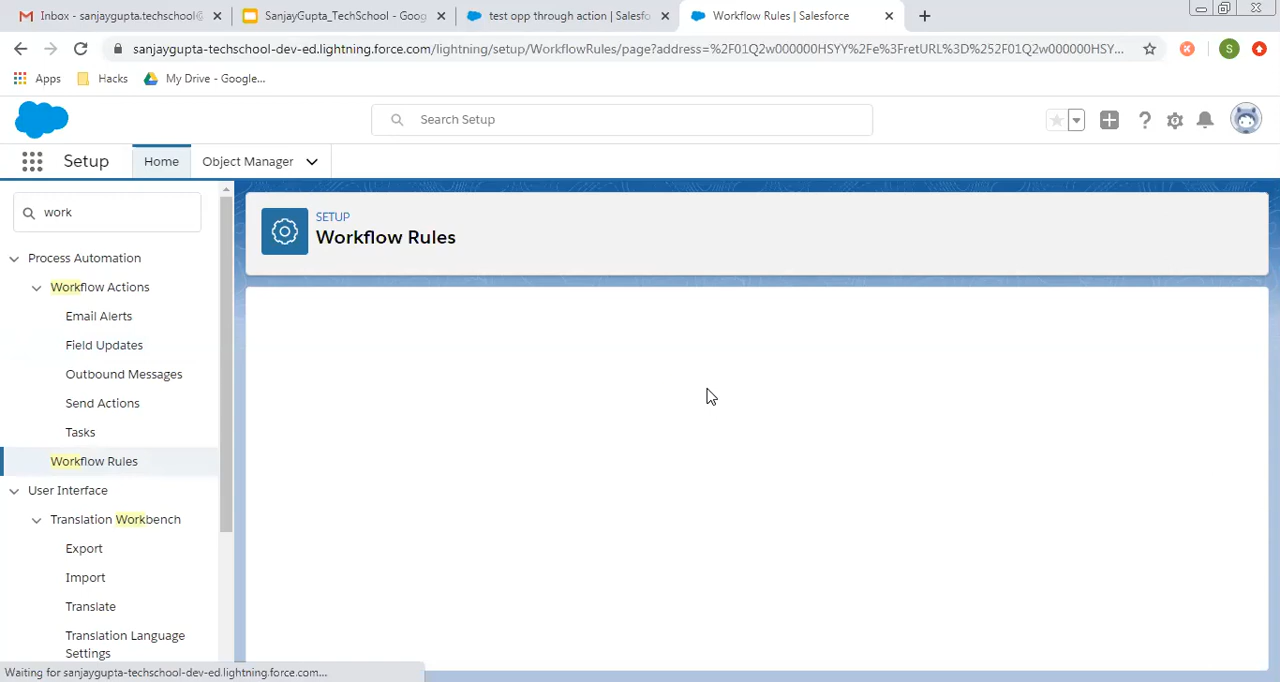 Inbox - sanjaygupta.techschool@
SanjayGupta_TechSchool - Goog
test opp through action | Salesfo
Workflow Rules | Salesforce
sanjaygupta-techschool-dev-ed.lightning.force.com/lightning/setup/WorkflowRules/page?address=%2F01Q2w000000HSYY%2Fe%3FretURL%3D%252F01Q2w000000HSYY%2...
S
Apps
Hacks
My Drive - Google...
Search Setup
Setup
Home
Object Manager
work
SETUP
Workflow Rules
Process Automation
Workflow Actions
Email Alerts
Field Updates
Outbound Messages
Send Actions
Tasks
Workflow Rules
User Interface
Translation Workbench
Export
Import
Translate
Translation Language
Settings
Waiting for sanjaygupta-techschool-dev-ed.lightning.force.com...